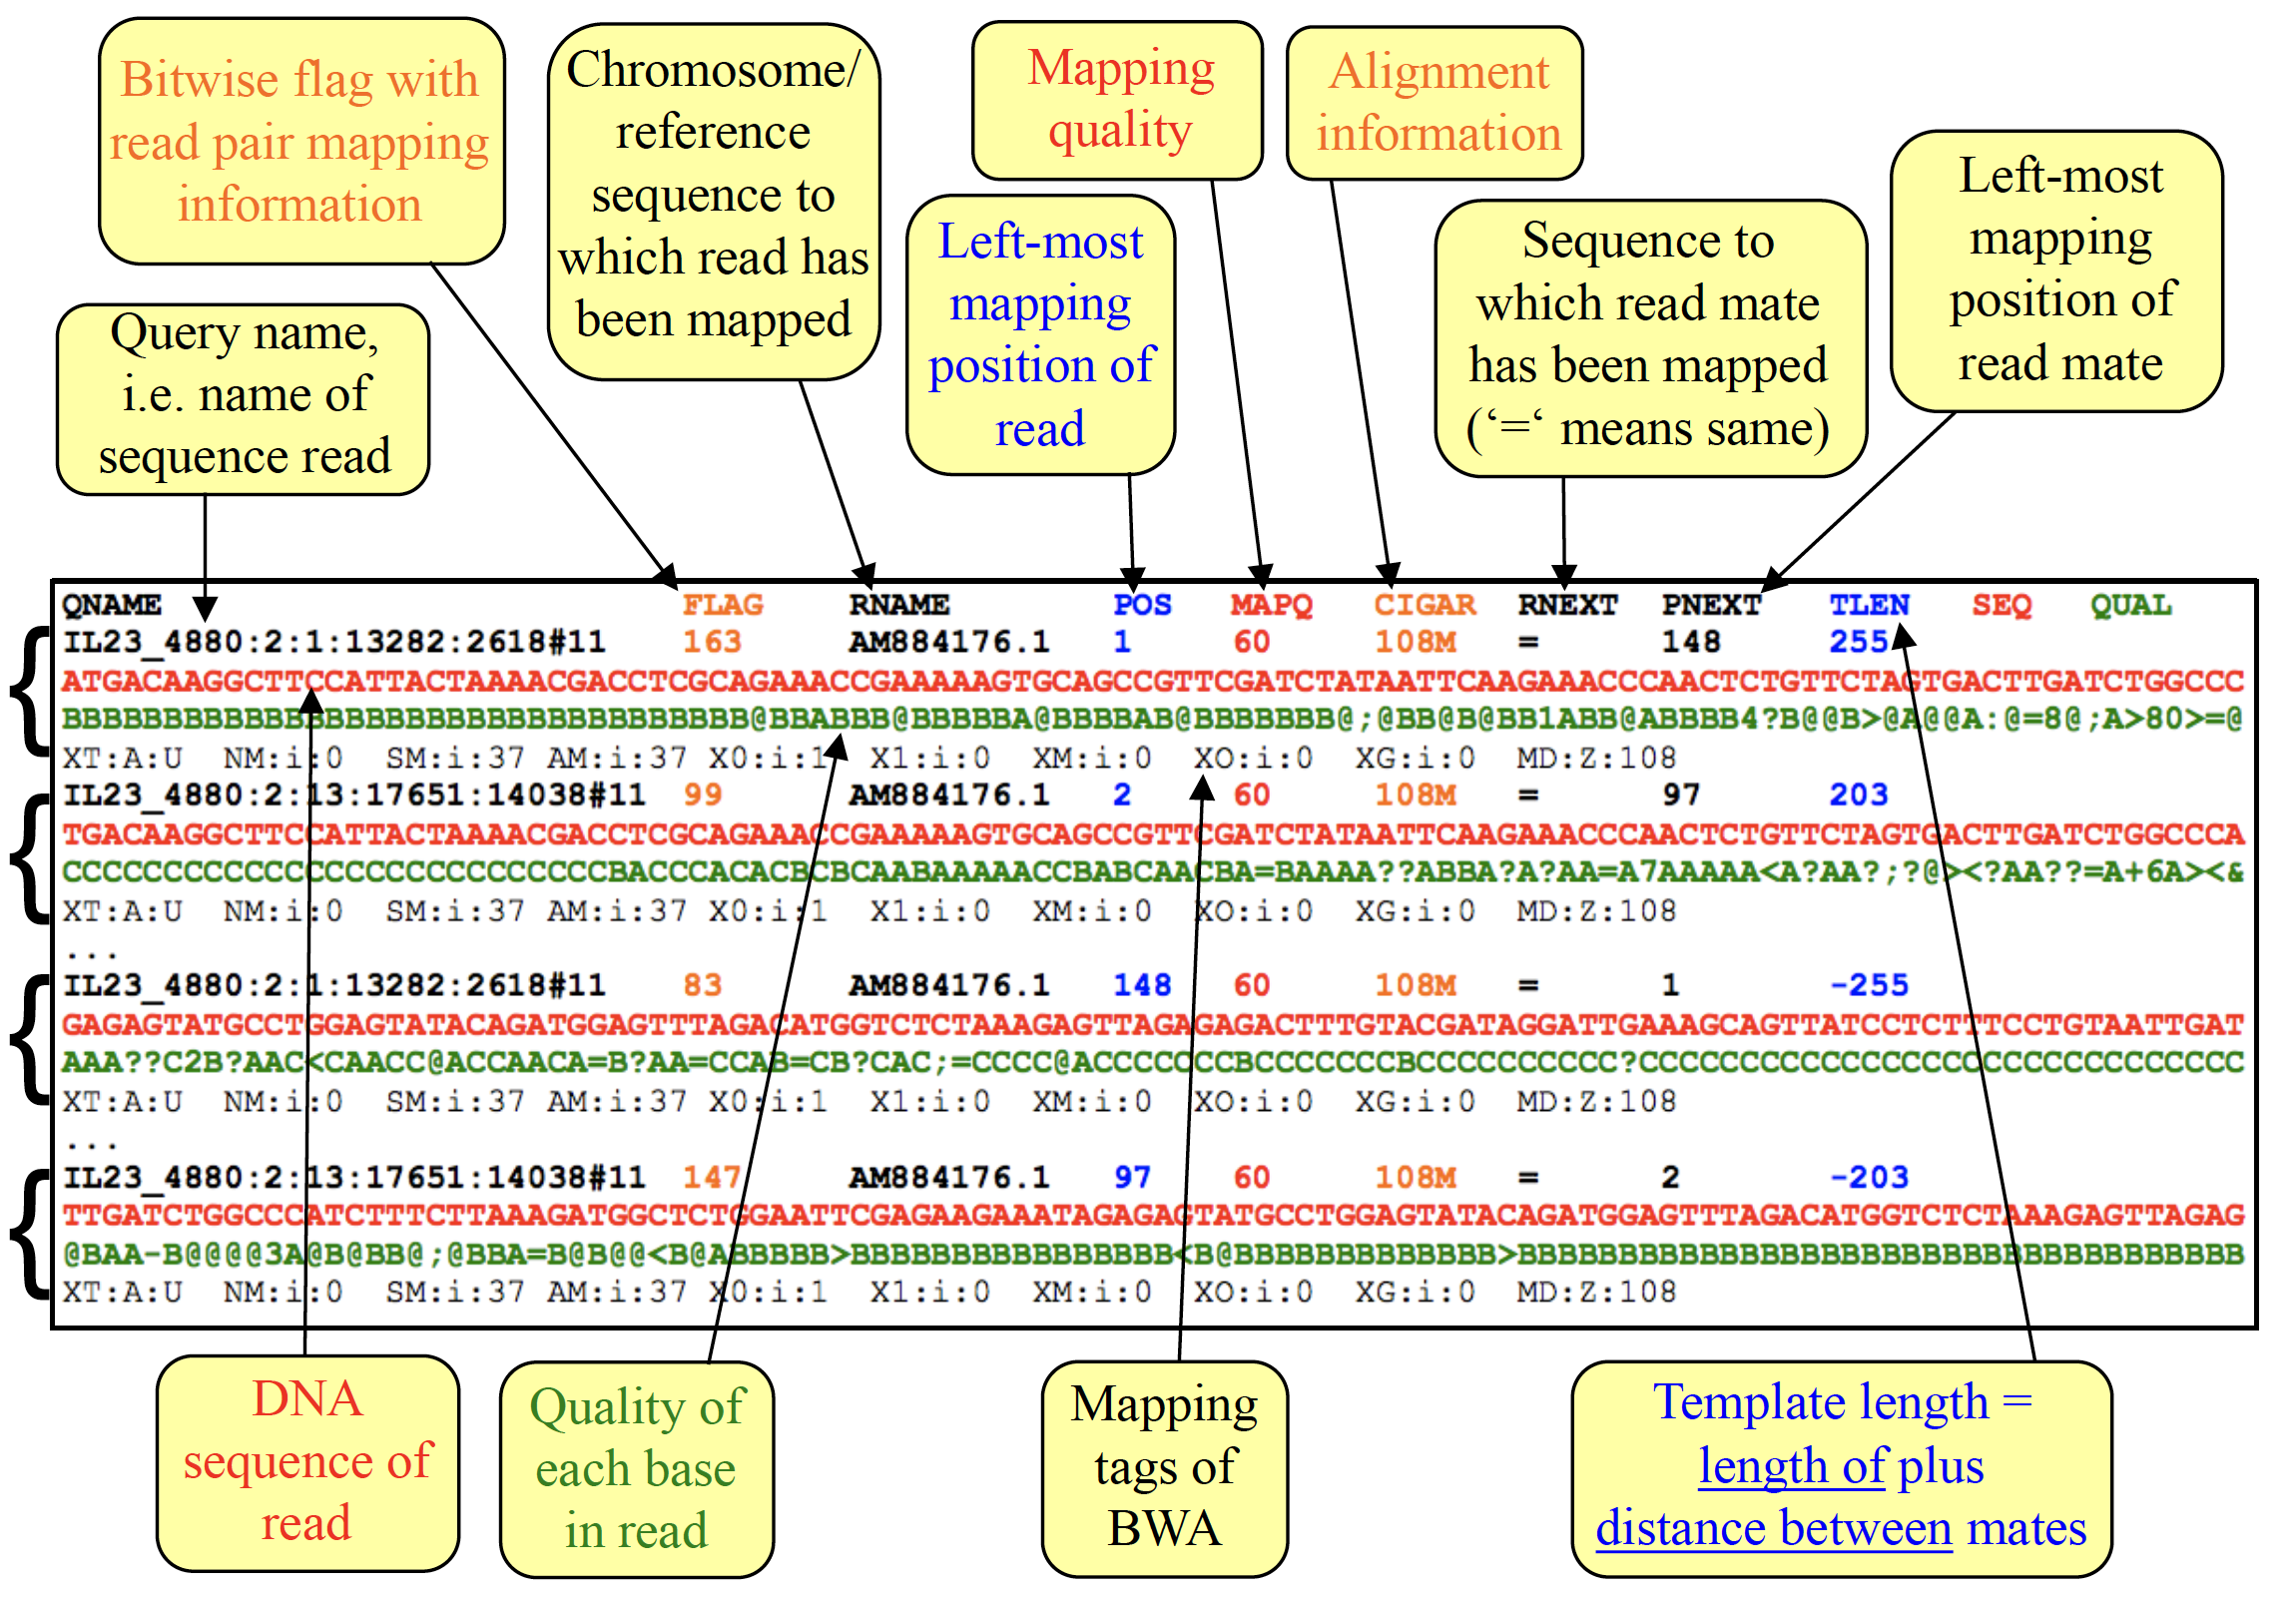 Bitwise flag with
read pair mapping
information
Chromosome/
reference
sequence to
which read has
been mapped
Mapping
quality
Alignment
information
Left-most
mapping
position of
read mate
Query name,
i.e. name of
sequence read
Left-most
mapping
position of
read
Sequence to
which read mate
has been mapped
(‘=‘ means same)
QNAME FLAG RNAME POS MAPQ CIGAR RNEXT PNEXT TLEN SEQ QUAL
IL23_4880:2:1:13282:2618#11 163 AM884176.1 1 60 108M = 148 255
ATGACAAGGCTTCCATTACTAAAACGACCTCGCAGAAACCGAAAAAGTGCAGCCGTTCGATCTATAATTCAAGAAACCCAACTCTGTTCTAGTGACTTGATCTGGCCC
BBBBBBBBBBBBBBBBBBBBBBBBBBBBBBBBBB@BBABBB@BBBBBA@BBBBAB@BBBBBBB@;@BB@B@BB1ABB@ABBBB4?B@@B>@A@@A:@=8@;A>80>=@
XT:A:U NM:i:0 SM:i:37 AM:i:37 X0:i:1 X1:i:0 XM:i:0 XO:i:0 XG:i:0 MD:Z:108
IL23_4880:2:13:17651:14038#11 99 AM884176.1 2 60 108M = 97 203
TGACAAGGCTTCCATTACTAAAACGACCTCGCAGAAACCGAAAAAGTGCAGCCGTTCGATCTATAATTCAAGAAACCCAACTCTGTTCTAGTGACTTGATCTGGCCCA
CCCCCCCCCCCCCCCCCCCCCCCCCCCBACCCACACBCBCAABAAAAACCBABCAACBA=BAAAA??ABBA?A?AA=A7AAAAA<A?AA?;?@><?AA??=A+6A><&
XT:A:U NM:i:0 SM:i:37 AM:i:37 X0:i:1 X1:i:0 XM:i:0 XO:i:0 XG:i:0 MD:Z:108
...
IL23_4880:2:1:13282:2618#11 83 AM884176.1 148 60 108M = 1 -255
GAGAGTATGCCTGGAGTATACAGATGGAGTTTAGACATGGTCTCTAAAGAGTTAGAGAGACTTTGTACGATAGGATTGAAAGCAGTTATCCTCTTTCCTGTAATTGAT
AAA??C2B?AAC<CAACC@ACCAACA=B?AA=CCAB=CB?CAC;=CCCC@ACCCCCCCBCCCCCCCBCCCCCCCCCC?CCCCCCCCCCCCCCCCCCCCCCCCCCCCCC
XT:A:U NM:i:0 SM:i:37 AM:i:37 X0:i:1 X1:i:0 XM:i:0 XO:i:0 XG:i:0 MD:Z:108
...
IL23_4880:2:13:17651:14038#11 147 AM884176.1 97 60 108M = 2 -203
TTGATCTGGCCCATCTTTCTTAAAGATGGCTCTGGAATTCGAGAAGAAATAGAGAGTATGCCTGGAGTATACAGATGGAGTTTAGACATGGTCTCTAAAGAGTTAGAG
@BAA-B@@@@3A@B@BB@;@BBA=B@B@@<B@ABBBBB>BBBBBBBBBBBBBBBB<B@BBBBBBBBBBBBB>BBBBBBBBBBBBBBBBBBBBBBBBBBBBBBBBBBBB
XT:A:U NM:i:0 SM:i:37 AM:i:37 X0:i:1 X1:i:0 XM:i:0 XO:i:0 XG:i:0 MD:Z:108
DNA
sequence of
read
Quality of
each base
in read
Mapping
tags of
BWA
Template length =
length of plus
distance between mates